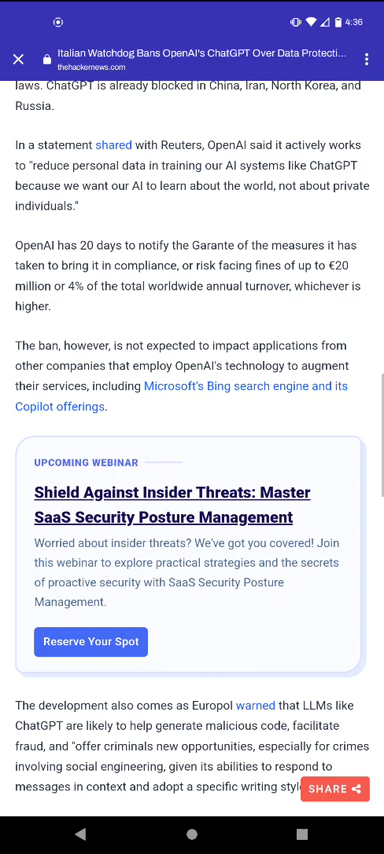 4:36
Italian Watchdog Bans OpenAI's ChatGPT Over Data Protecti...
thehackernews.com
laws. ChatGPT is already blocked in China, Iran, North Korea, and
Russia.
In a statement shared with Reuters, OpenAI said it actively works
to "reduce personal data in training our AI systems like ChatGPT
because we want our AI to learn about the world, not about private
individuals."
OpenAI has 20 days to notify the Garante of the measures it has
taken to bring it in compliance, or risk facing fines of up to €20
million or 4% of the total worldwide annual turnover, whichever is
higher.
The ban, however, is not expected to impact applications from
other companies that employ OpenAI's technology to augment
their services, including Microsoft's Bing search engine and its
Copilot offerings.
UPCOMING WEBINAR
Shield Against Insider Threats: Master
SaaS Security Posture Management
Worried about insider threats? We've got you covered! Join
this webinar to explore practical strategies and the secrets
of proactive security with SaaS Security Posture
Management.
Reserve Your Spot
The development also comes as Europol warned that LLMs like
ChatGPT are likely to help generate malicious code, facilitate
fraud, and "offer criminals new opportunities, especially for crimes
involving social engineering, given its abilities to respond to
messages in context and adopt a specific writing
SHARE